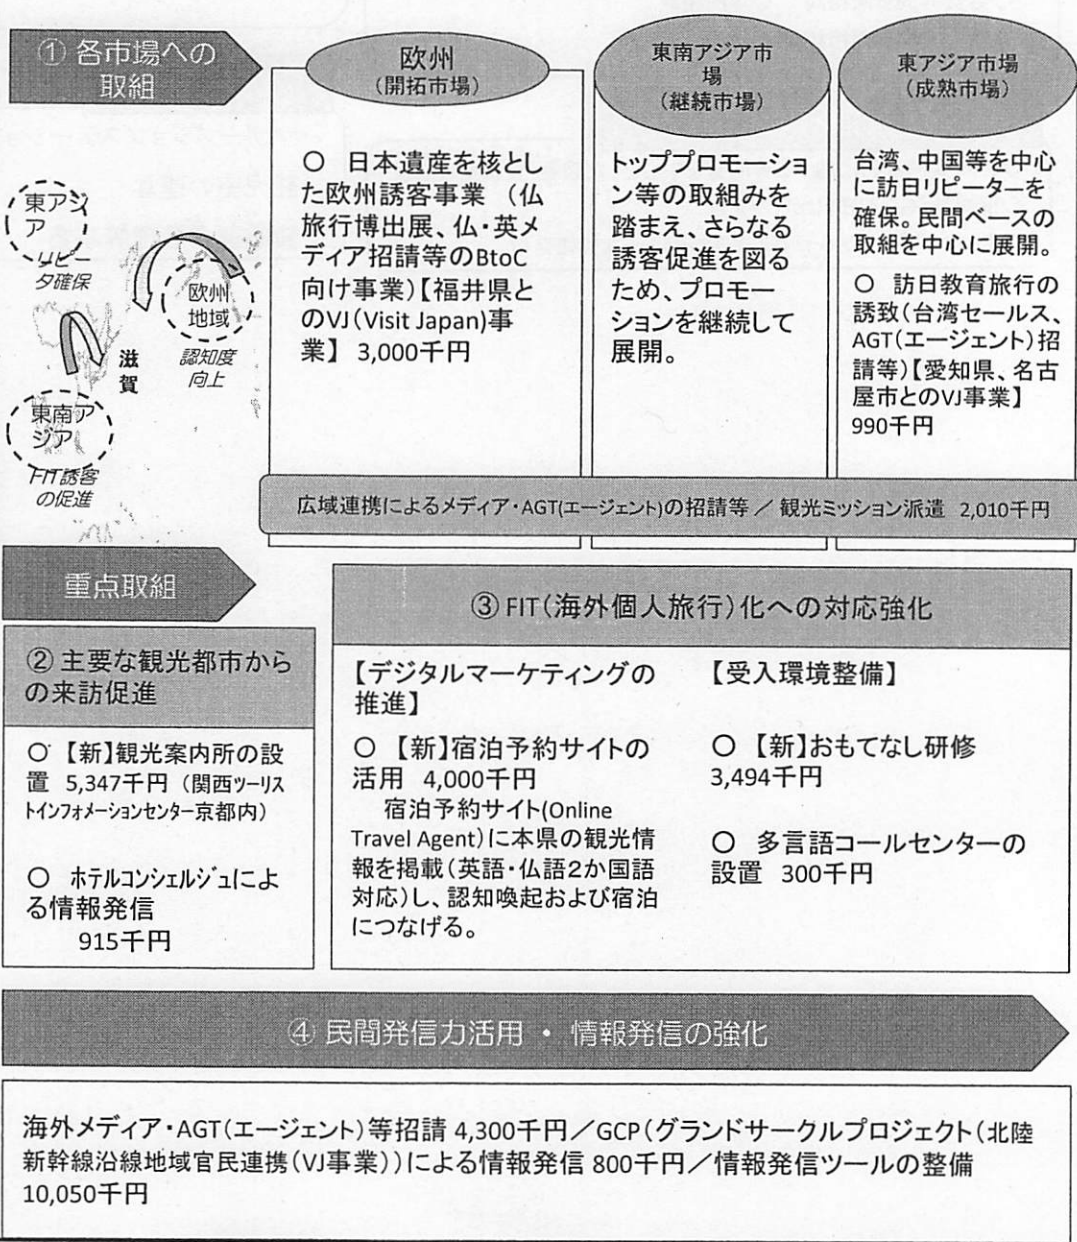 ① 各市場への
取組
欧州
(開拓市場)
東南アジア市
場
(継続市場)
東アジア市場
(成熟市場)
東アジ
ア
リピー
タ確保
欧州
地域
認知度
向上
滋
賀
東南ア
ジア
FIT誘客
の促進
○ 日本遺産を核とし
た欧州誘客事業 (仏
旅行博出展、仏・英メ
ディア招請等のBtoC
向け事業)【福井県と
のVJ(Visit Japan)事
業】 3,000千円
トッププロモーショ
ン等の取組みを
踏まえ、さらなる
誘客促進を図る
ため、プロモー
ションを継続して
展開。
台湾、中国等を中心
に訪日リピーターを
確保。民間ベースの
取組を中心に展開。
○ 訪日教育旅行の
誘致(台湾セールス、
AGT(エージェント)招
請等)【愛知県、名古
屋市とのVJ事業】
990千円
広域連携によるメディア・AGT(エージェント)の招請等 / 観光ミッション派遣 2,010千円
重点取組
② 主要な観光都市から
の来訪促進
○ 【新】観光案内所の設
置 5,347千円 (関西ツーリス
トインフォメーションセンター京都内)
○ ホテルコンシェルジュによ
る情報発信
915千円
③ FIT(海外個人旅行)化への対応強化
【デジタルマーケティングの
推進】
○ 【新】宿泊予約サイトの
活用 4,000千円
宿泊予約サイト(Online
Travel Agent)に本県の観光情
報を掲載(英語・仏語2か国語
対応)し、認知喚起および宿泊
につなげる。
【受入環境整備】
○ 【新】おもてなし研修
3,494千円
○ 多言語コールセンターの
設置 300千円
④ 民間発信力活用 ・ 情報発信の強化
海外メディア・AGT(エージェント)等招請 4,300千円/GCP(グランドサークルプロジェクト(北陸
新幹線沿線地域官民連携(VJ事業))による情報発信 800千円/情報発信ツールの整備
10,050千円